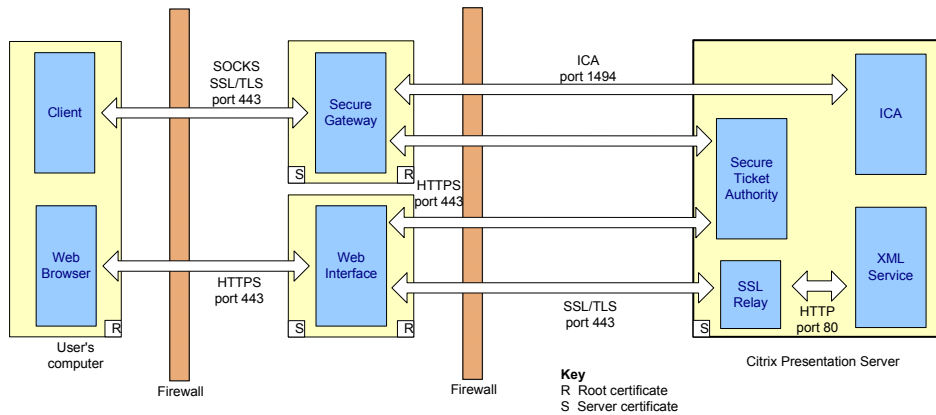 SOCKS
SSL/TLS
port 443
ICA
port 1494
Client
Secure
Gateway
ICA
Secure
Ticket
Authority
S
R
HTTPS
port 443
Web
Browser
HTTPS
port 443
Web
Interface
SSL/TLS
port 443
SSL
Relay
HTTP
port 80
XML
Service
R
S
R
S
User's
computer
Firewall
Firewall
Citrix Presentation Server
Key
R Root certificate
S Server certificate